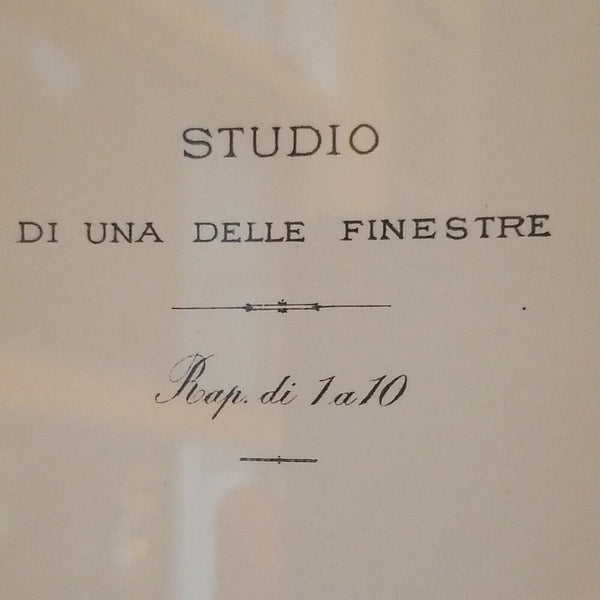 STUDIO
DI UNA DELLE FINESTRE
Rap. di 1 a 10